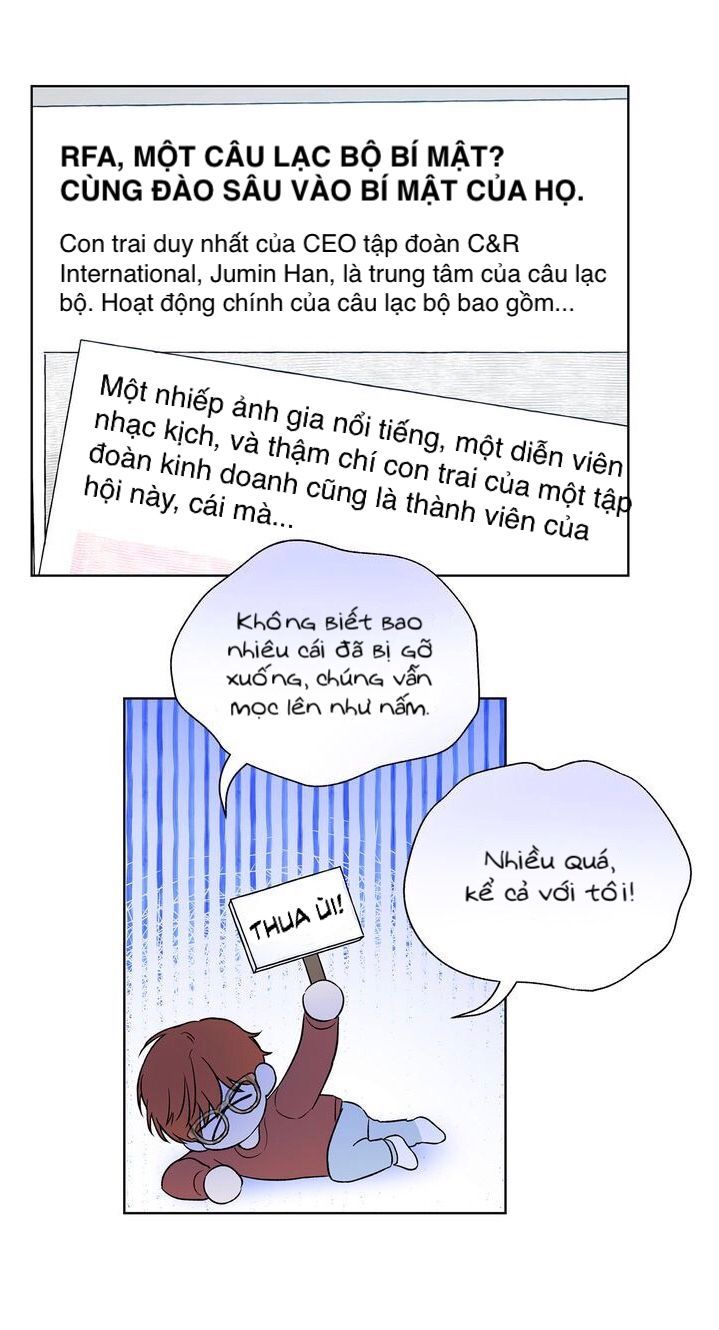 RFA, MỘT CÂU LẠC BỘ BÍ MẬT?
CÙNG ĐÀO SÂU VÀO BÍ MẬT CỦA HỌ.
Con trai duy nhất của CEO tập đoàn C&R
International, Jumin Han, là trung tâm của câu lạc
bộ. Hoạt động chính của câu lạc bộ bao gồm...
Một nhiếp ảnh gia nổi tiếng, một diễn viên
nhạc kịch, và thậm chí con trai của một tập
đoàn kinh doanh cũng là thành viên của
hội này, cái mà...
Không biết bao
nhiêu cái đã bị gỡ
xuống, chúng vẫn
mọc lên như nấm.
Nhiều quá,
kể cả với tôi!
THUA ÙI!